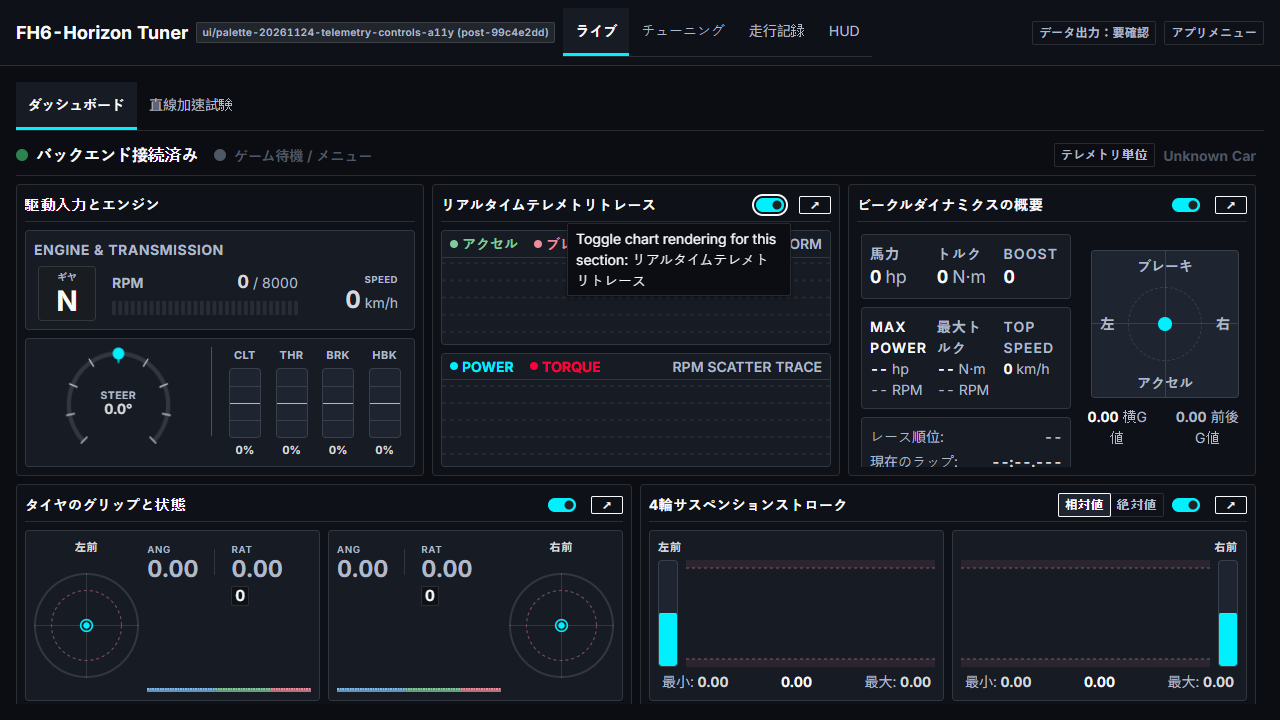 FH6-Horizon Tuner
ui/palette-20261124-telemetry-controls-a11y (post-99c4e2dd)
ライブ
チューニング
走行記録
HUD
データ出力：要確認
アプリメニュー
ダッシュボード
直線加速試験
バックエンド接続済み
ゲーム待機 / メニュー
テレメトリ単位
Unknown Car
駆動入力とエンジン
ENGINE & TRANSMISSION
ギヤ
N
RPM
0 / 8000
SPEED
0 km/h
STEER
0.0°
CLT
THR
BRK
HBK
0%
0%
0%
0%
リアルタイムテレメトリトレース
↗
アクセル
Toggle chart rendering for this
section: リアルタイムテレメト
リトレース
POWER
TORQUE
RPM SCATTER TRACE
ビークルダイナミクスの概要
↗
馬力
0 hp
トルク
0 N·m
BOOST
0
MAX
POWER
-- hp
-- RPM
最大ト
ルク
-- N·m
-- RPM
TOP
SPEED
0 km/h
レース順位:
--
現在のラップ:
--:--.---
ブレーキ
左
右
アクセル
0.00 横G
値
0.00 前後
G値
タイヤのグリップと状態
↗
左前
ANG
0.00
RAT
0.00
0
ANG
0.00
RAT
0.00
0
右前
4輪サスペンションストローク
相対値
絶対値
↗
左前
最小: 0.00
0.00
最大: 0.00
右前
最小: 0.00
0.00
最大: 0.00